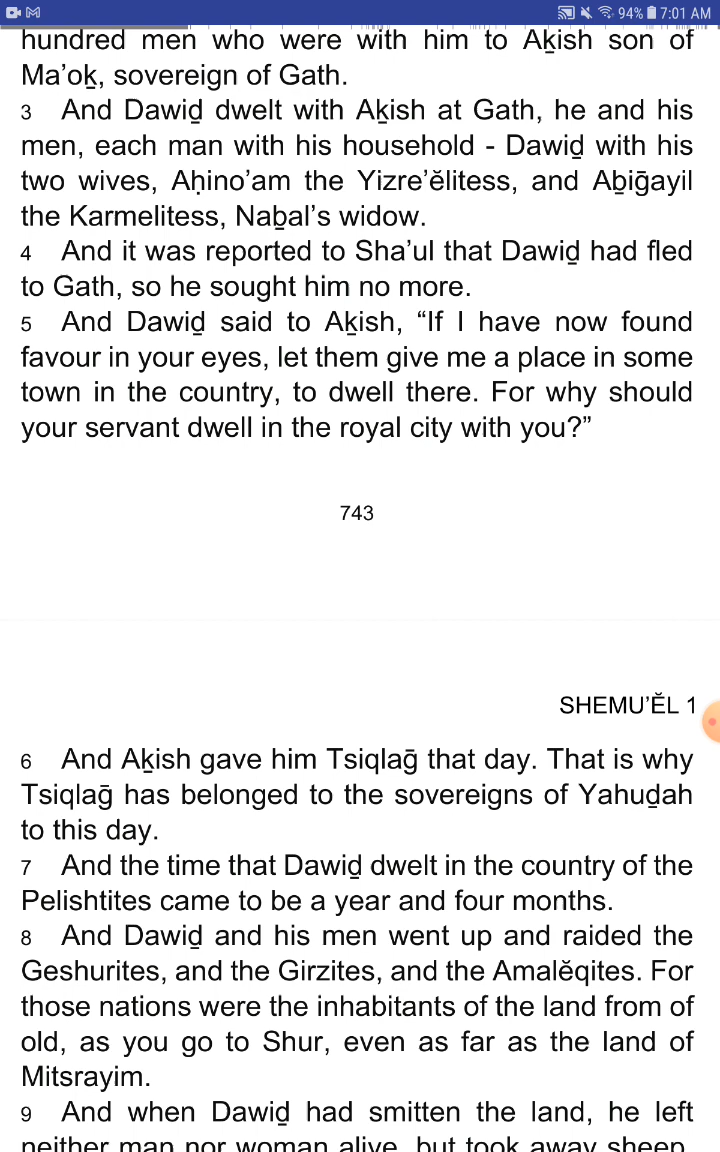 94% 7:01 AM
hundred men who were with him to Aḵish son of
Ma’oḵ, sovereign of Gath.
3 And Dawiḏ dwelt with Aḵish at Gath, he and his
men, each man with his household - Dawiḏ with his
two wives, Aḥino’am the Yizre’ĕlitess, and Aḇiḡayil
the Karmelitess, Naḇal’s widow.
4 And it was reported to Sha’ul that Dawiḏ had fled
to Gath, so he sought him no more.
5 And Dawiḏ said to Aḵish, “If I have now found
favour in your eyes, let them give me a place in some
town in the country, to dwell there. For why should
your servant dwell in the royal city with you?”
743
SHEMU’ĔL 1
6 And Aḵish gave him Tsiqlaḡ that day. That is why
Tsiqlaḡ has belonged to the sovereigns of Yahuḏah
to this day.
7 And the time that Dawiḏ dwelt in the country of the
Pelishtites came to be a year and four months.
8 And Dawiḏ and his men went up and raided the
Geshurites, and the Girzites, and the Amalĕqites. For
those nations were the inhabitants of the land from of
old, as you go to Shur, even as far as the land of
Mitsrayim.
9 And when Dawiḏ had smitten the land, he left
neither man nor woman alive, but took away sheep,